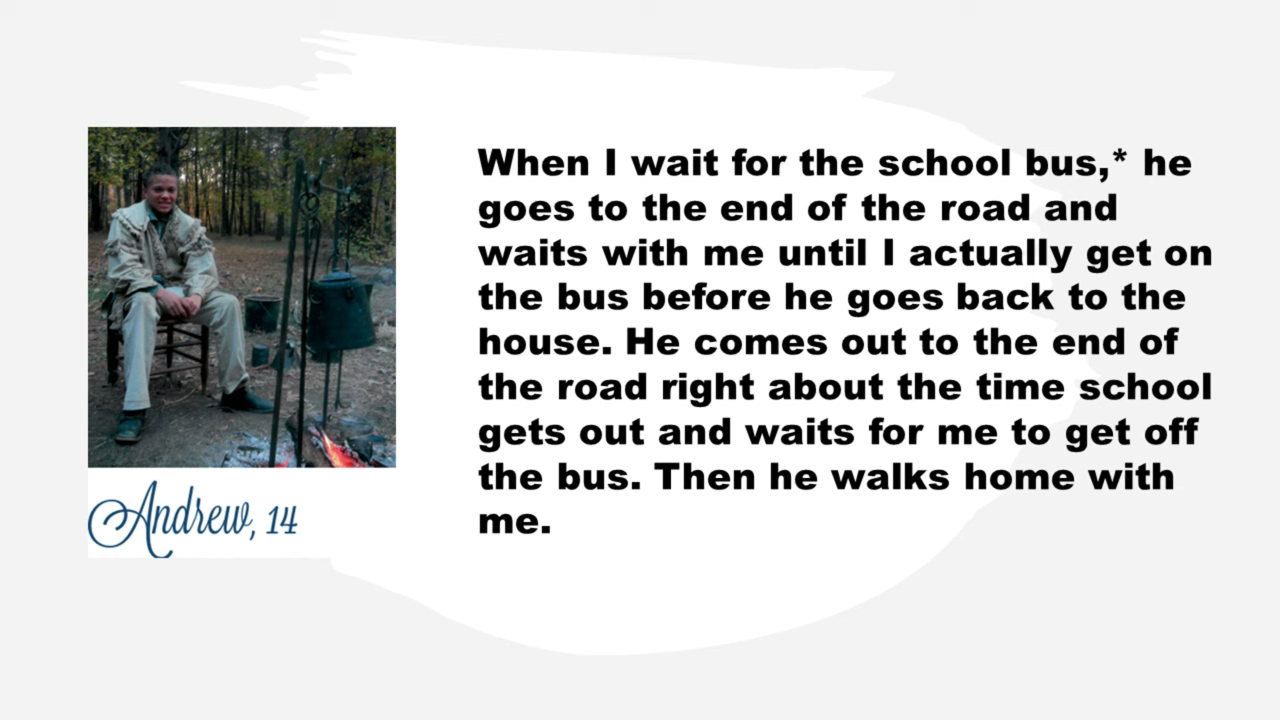 When I wait for the school bus,* he
goes to the end of the road and
waits with me until I actually get on
the bus before he goes back to the
house. He comes out to the end of
the road right about the time school
gets out and waits for me to get off
the bus. Then he walks home with
me.
Andrew, 14